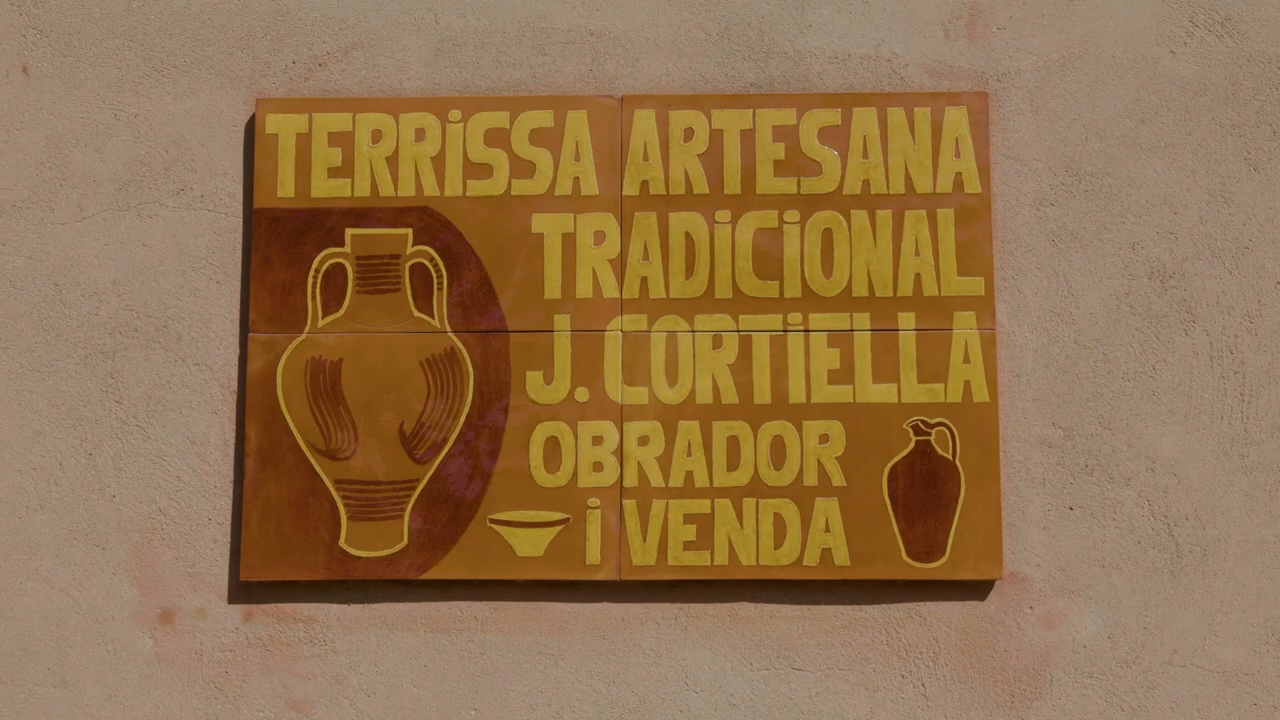 TERRiSSA ARTESANA
TRADiCiONAL
J. CORTiELLA
OBRADOR
i VENDA